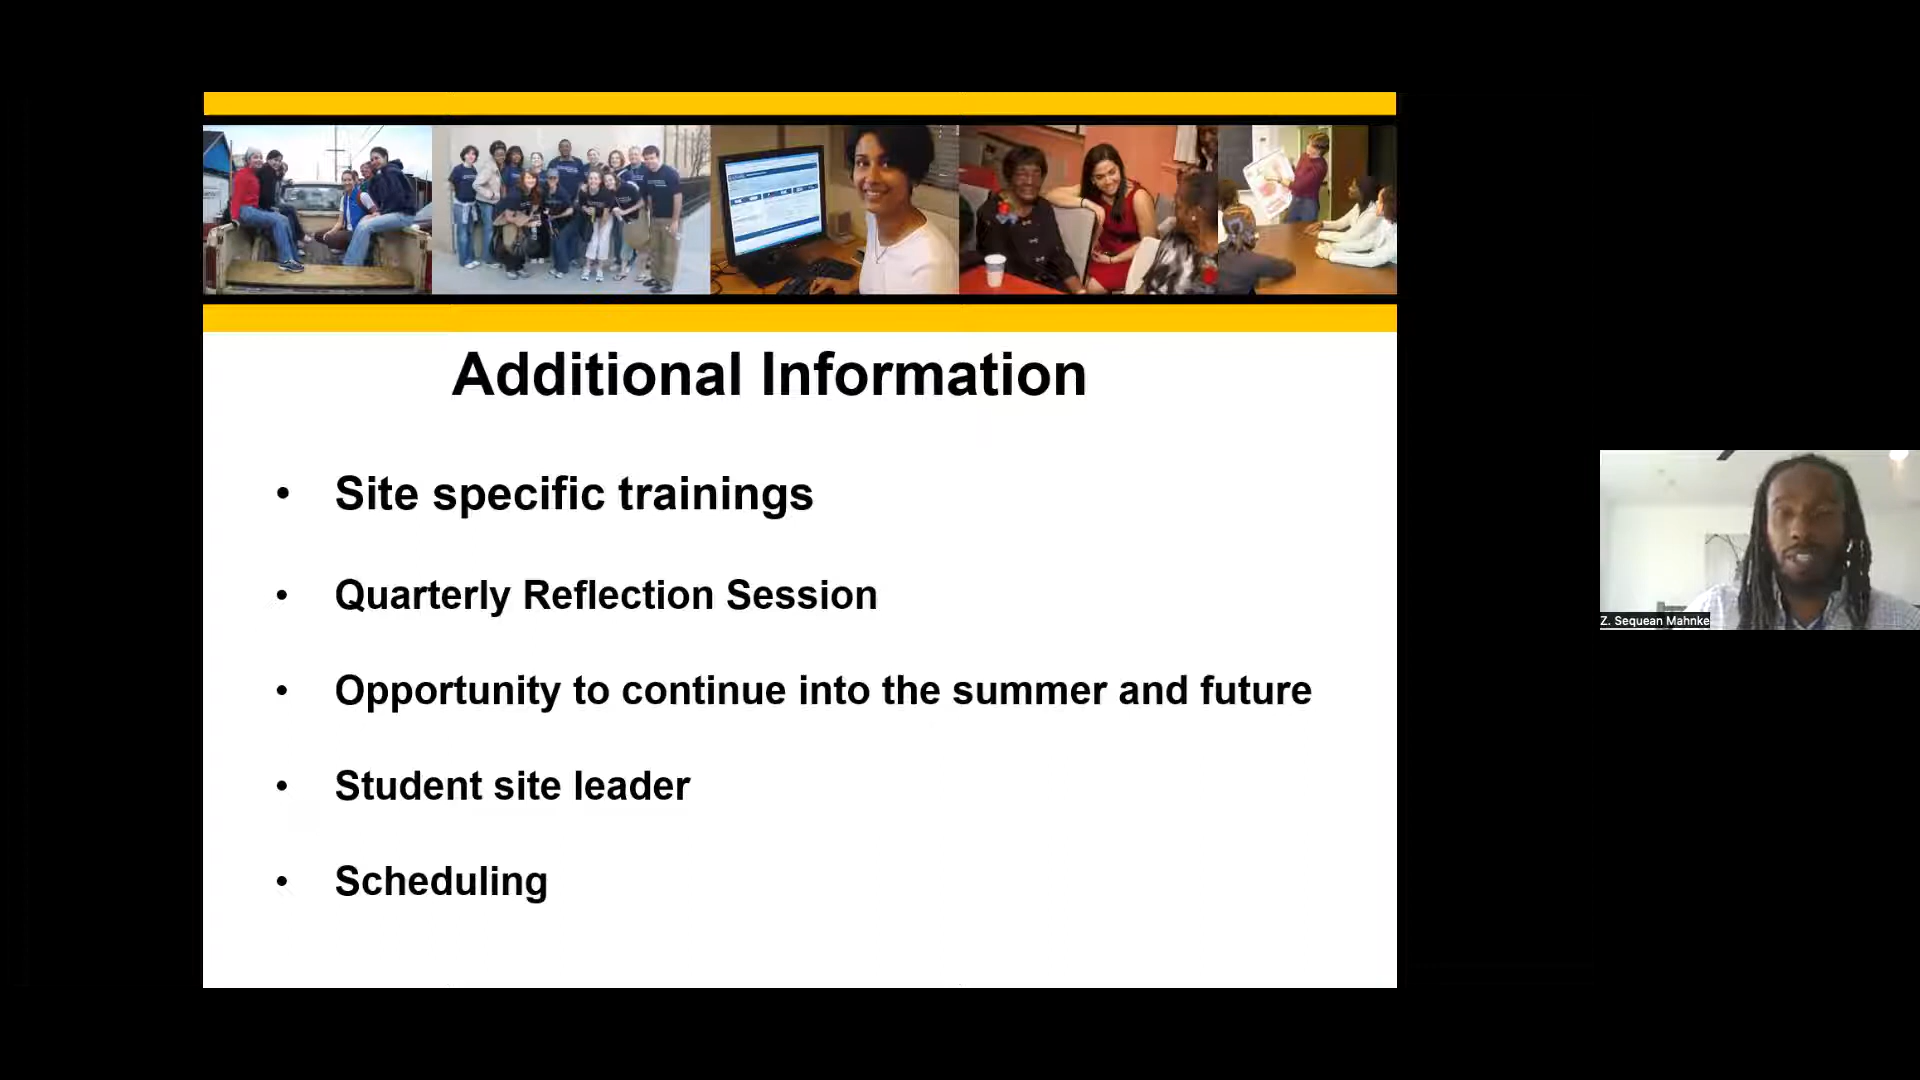 Additional Information
• Site specific trainings
• Quarterly Reflection Session
• Opportunity to continue into the summer and future
• Student site leader
• Scheduling
Z. Sequean Mahnke